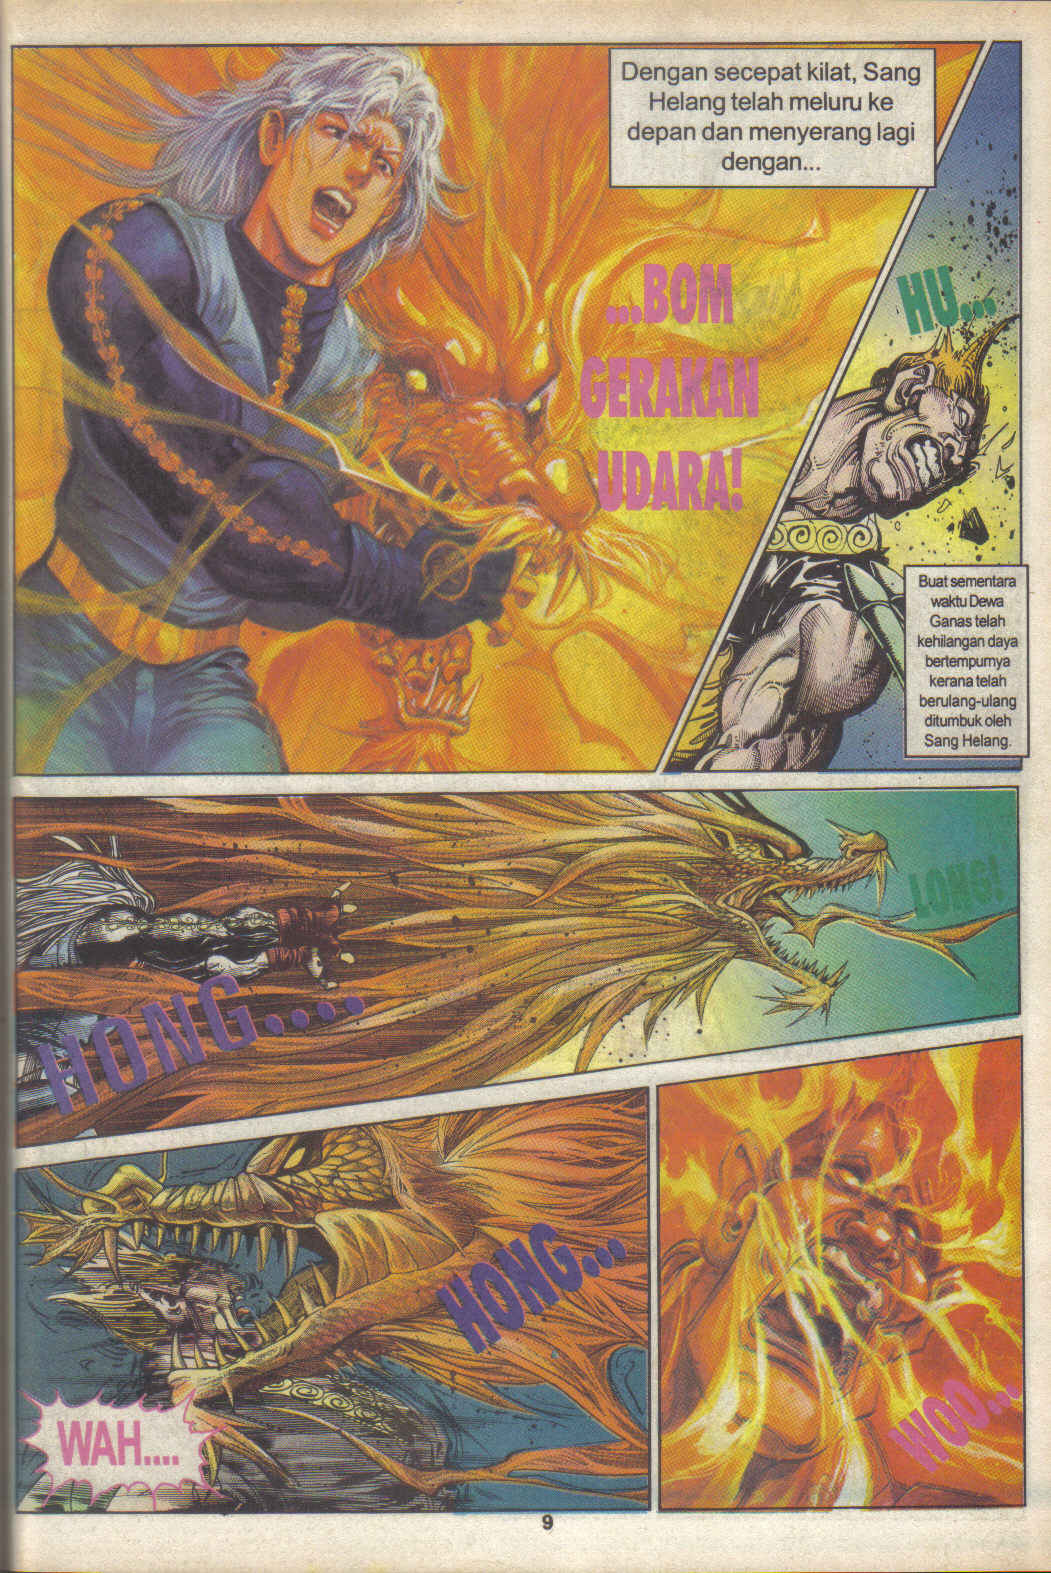 Dengan secepat kilat, Sang
Helang telah meluru ke
depan dan menyerang lagi
dengan...
...BOM
GERAKAN
UDARA!
HU...
Buat sementara
waktu Dewa
Ganas telah
kehilangan daya
bertempurnya
kerana telah
berulang-ulang
ditumbuk oleh
Sang Helang.
LONG!
HONG....
HONG...
WAH....
WOO...
9